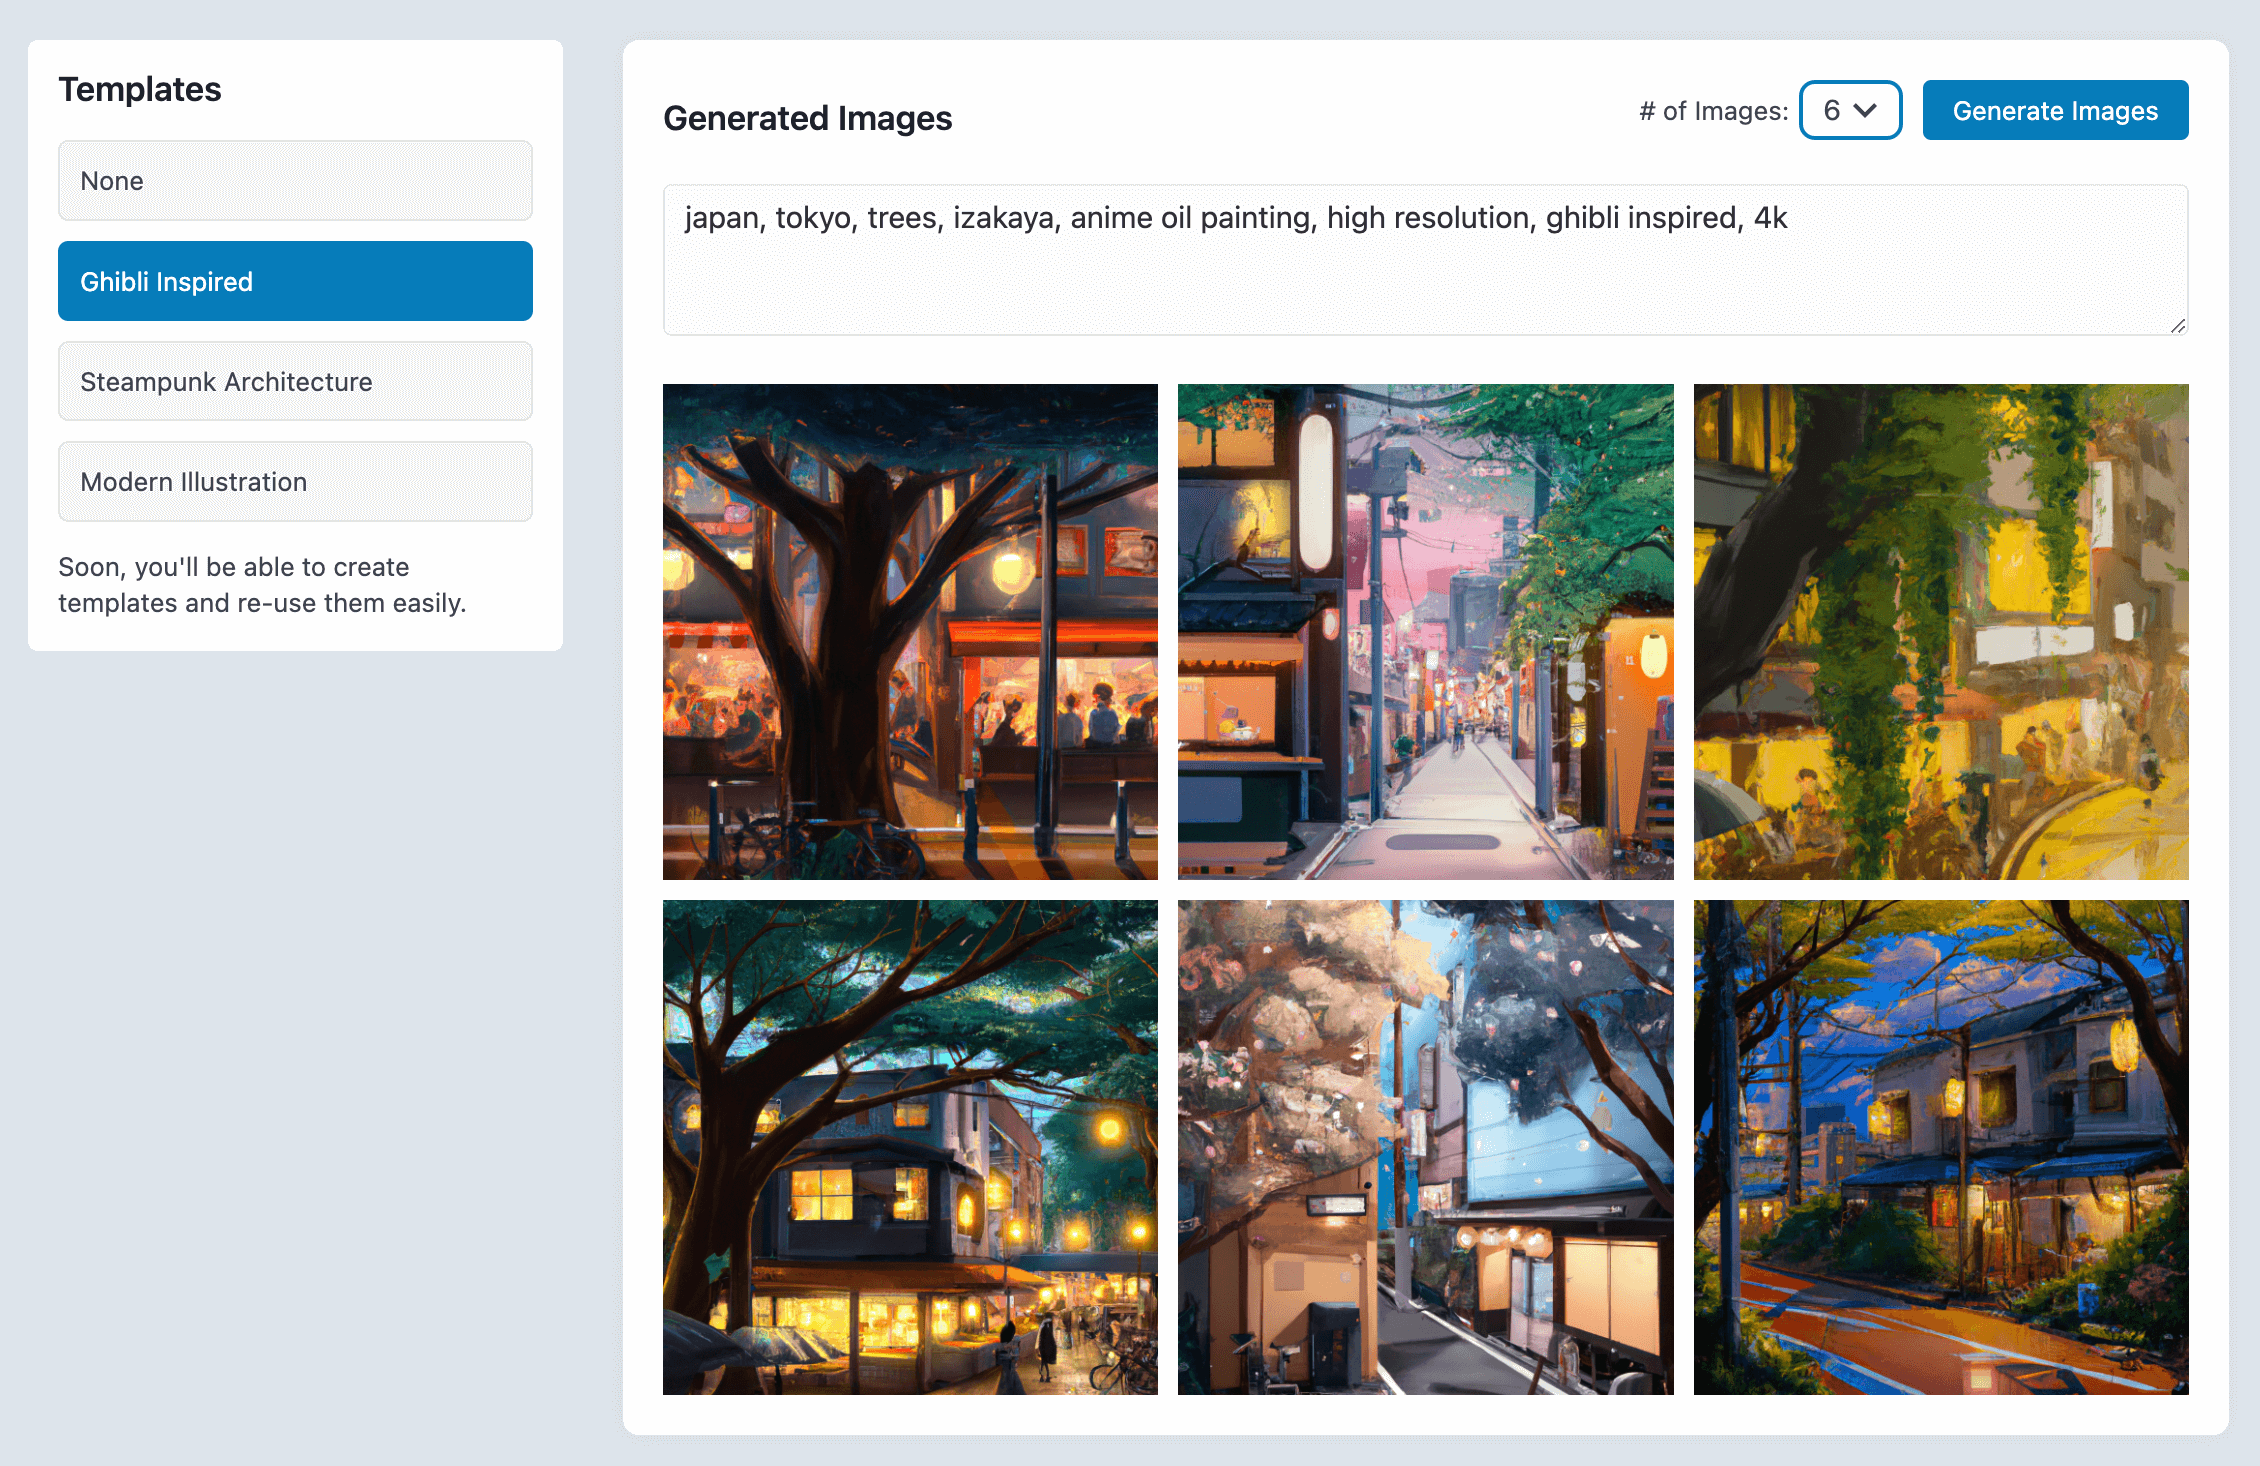 Templates
None
Ghibli Inspired
Steampunk Architecture
Modern Illustration
Soon, you'll be able to create
templates and re-use them easily.
Generated Images
# of Images:
6
Generate Images
japan, tokyo, trees, izakaya, anime oil painting, high resolution, ghibli inspired, 4k